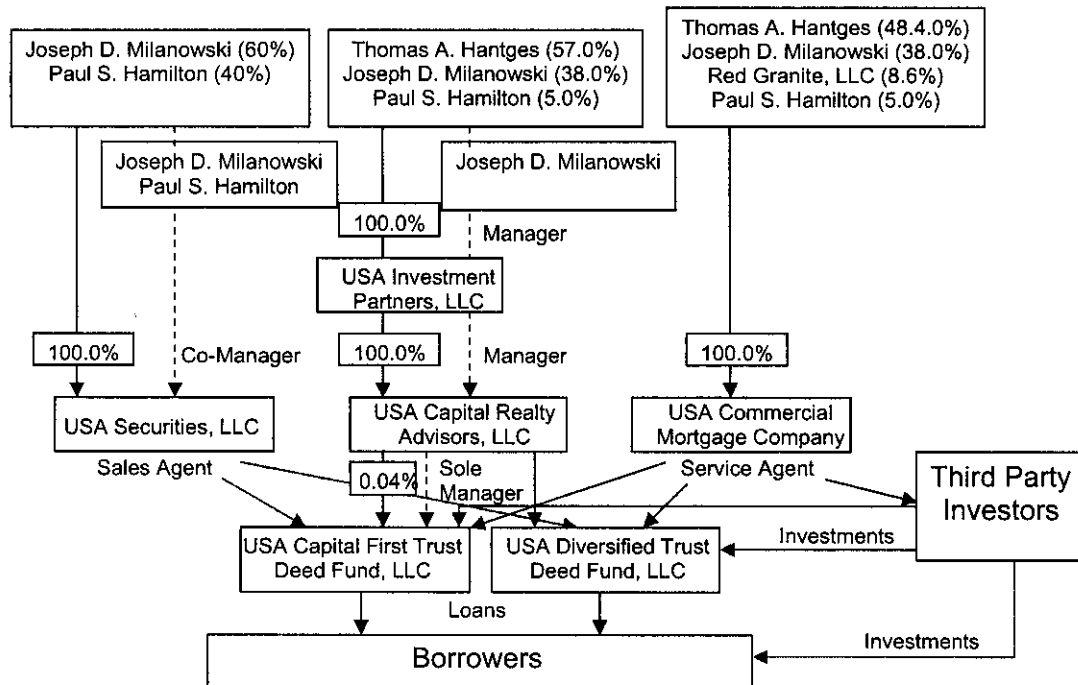 Joseph D. Milanowski (60%)
Paul S. Hamilton (40%)
Thomas A. Hantges (57.0%)
Joseph D. Milanowski (38.0%)
Paul S. Hamilton (5.0%)
Thomas A. Hantges (48.4.0%)
Joseph D. Milanowski (38.0%)
Red Granite, LLC (8.6%)
Paul S. Hamilton (5.0%)
Joseph D. Milanowski
Paul S. Hamilton
Joseph D. Milanowski
100.0%
Manager
USA Investment
Partners, LLC
100.0%
Co-Manager
100.0%
Manager
100.0%
USA Securities, LLC
USA Capital Realty
Advisors, LLC
USA Commercial
Mortgage Company
Sales Agent
0.04%
Sole
Manager
Service Agent
Third Party
Investors
USA Capital First Trust
Deed Fund, LLC
USA Diversified Trust
Deed Fund, LLC
Investments
Loans
Borrowers
Investments